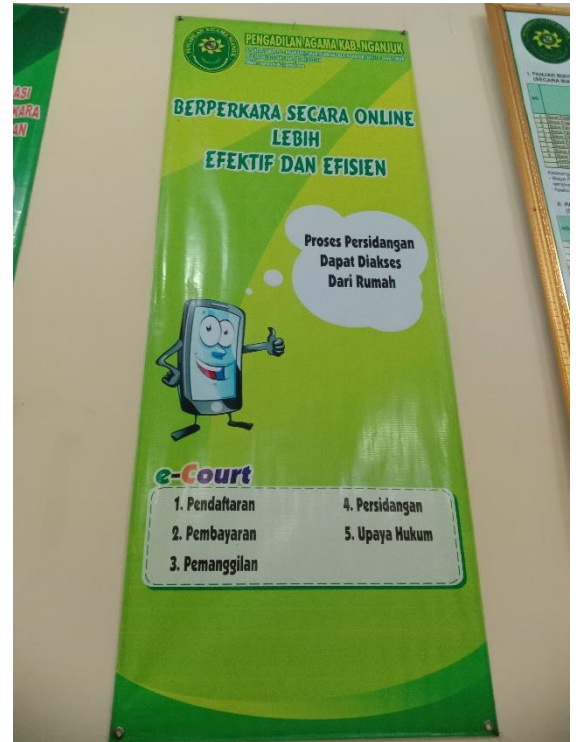 PENGADILAN AGAMA KAB. NGANJUK
BERPERKARA SECARA ONLINE
LEBIH
EFEKTIF DAN EFISIEN
Proses Persidangan
Dapat Diakses
Dari Rumah
e-Court
1. Pendaftaran
2. Pembayaran
3. Pemanggilan
4. Persidangan
5. Upaya Hukum